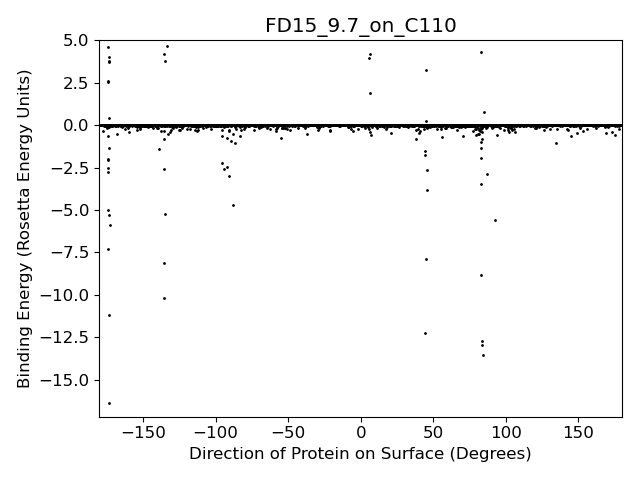 FD15_9.7_on_C110
5.0
2.5
0.0
−2.5
−5.0
−7.5
−10.0
−12.5
−15.0
Binding Energy (Rosetta Energy Units)
−150 −100 −50 0 50 100 150
Direction of Protein on Surface (Degrees)